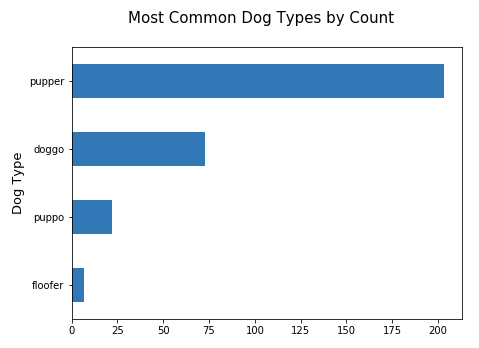 Most Common Dog Types by Count
Dog Type
pupper
doggo
puppo
floofer
0 25 50 75 100 125 150 175 200